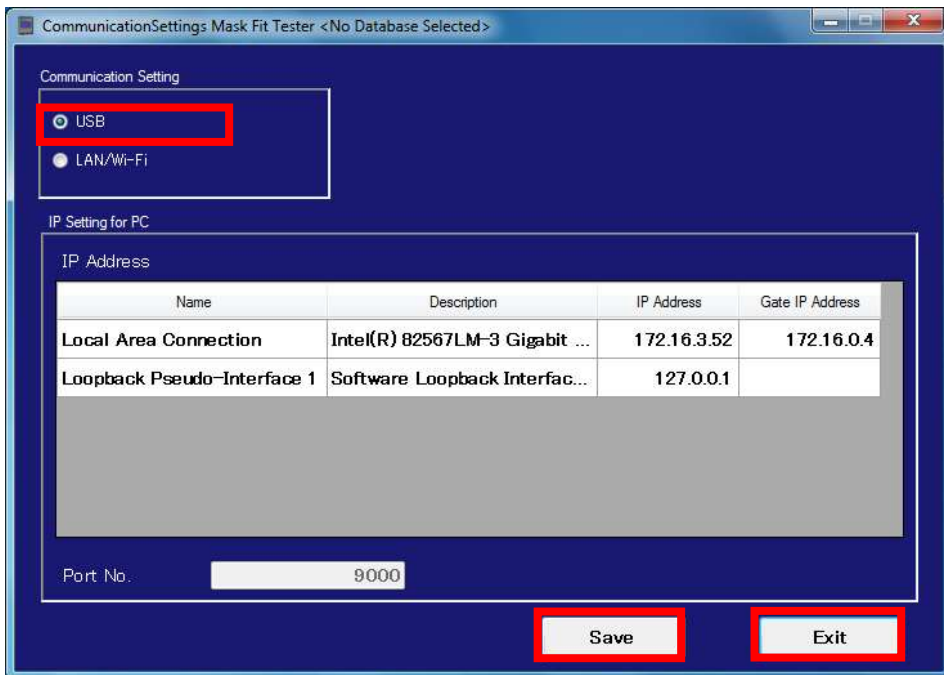 CommunicationSettings Mask Fit Tester <No Database Selected>
Communication Setting
USB
LAN/Wi-Fi
IP Setting for PC
IP Address
Name Description IP Address Gate IP Address
Local Area Connection Intel(R) 82567LM-3 Gigabit ... 172.16.3.52 172.16.0.4
Loopback Pseudo-Interface 1 Software Loopback Interfac... 127.0.0.1
Port No. 9000
Save Exit